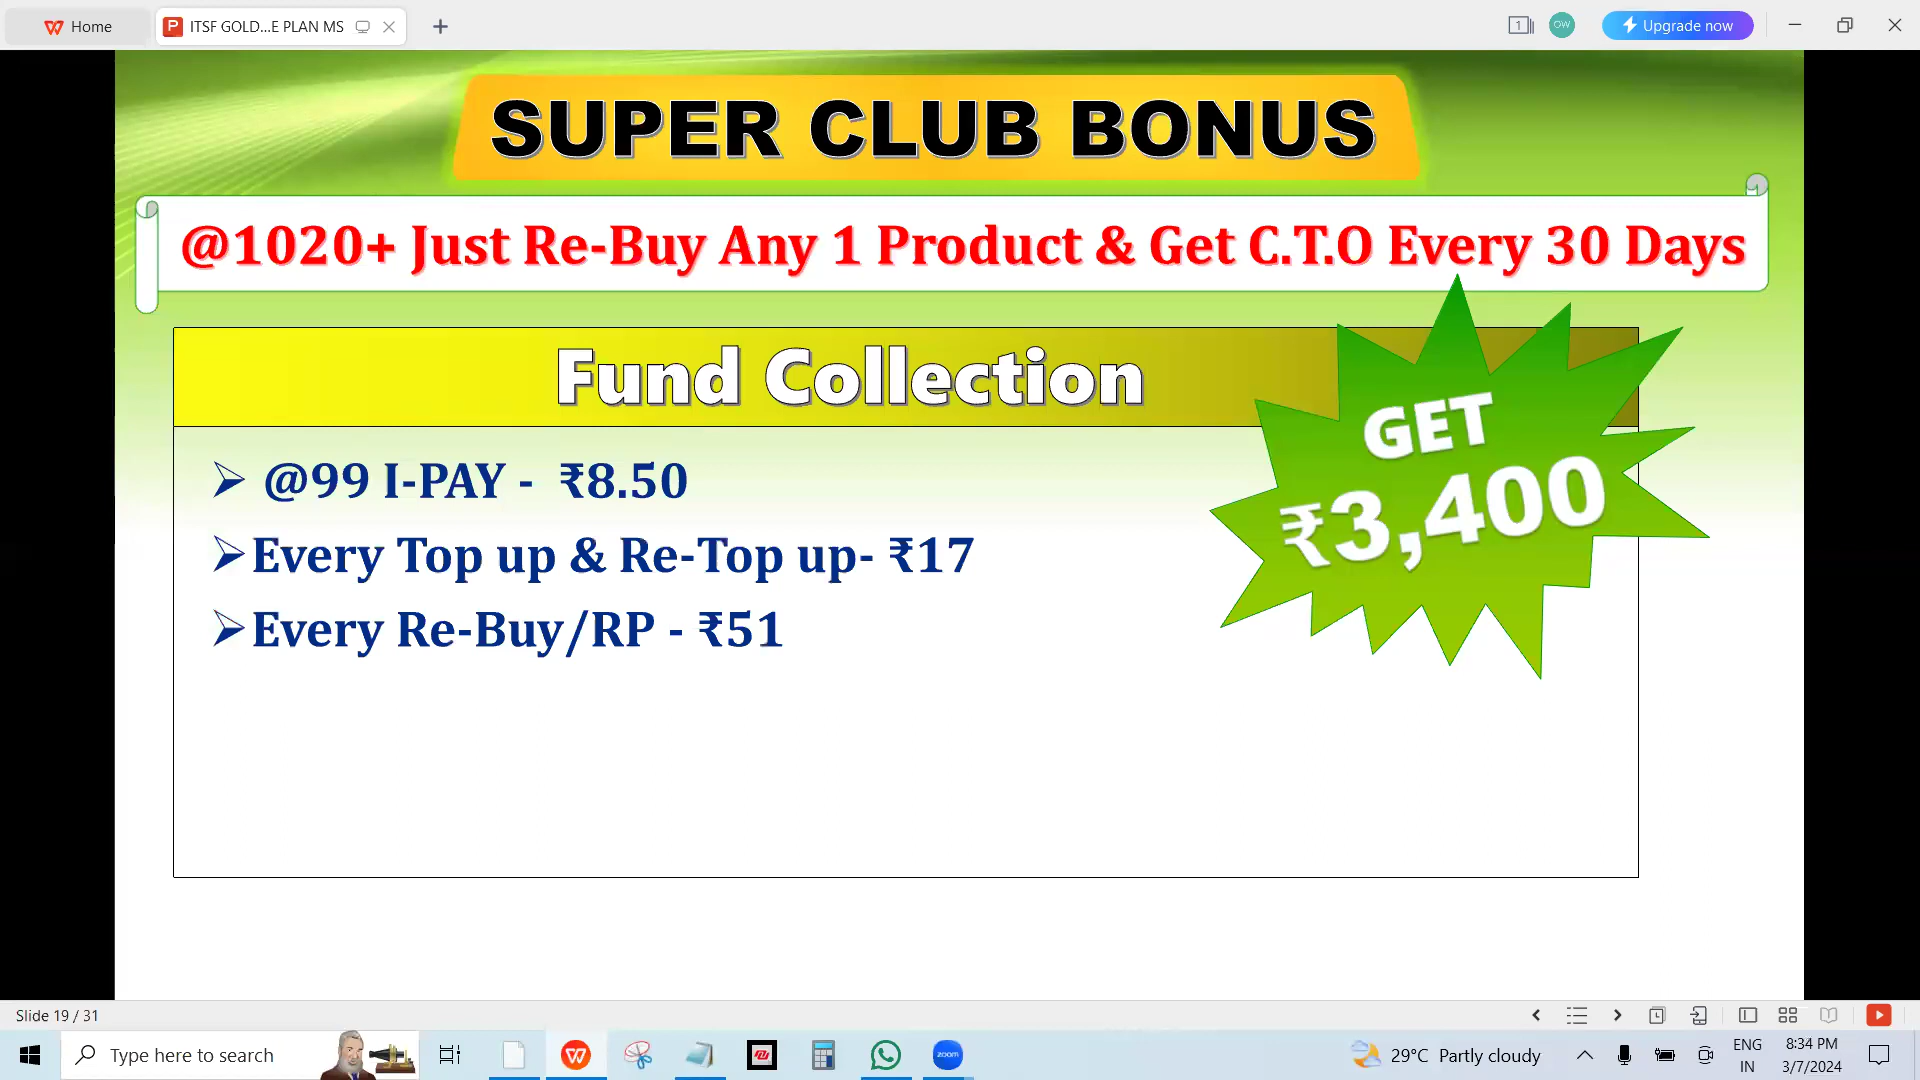 Home
ITSF GOLD...E PLAN MS
1
OW
Upgrade now
SUPER CLUB BONUS
@1020+ Just Re-Buy Any 1 Product & Get C.T.O Every 30 Days
Fund Collection
GET
₹3,400
@99 I-PAY - ₹8.50
Every Top up & Re-Top up- ₹17
Every Re-Buy/RP - ₹51
Slide 19 / 31
Type here to search
zoom
29°C Partly cloudy
ENG
IN
8:34 PM
3/7/2024